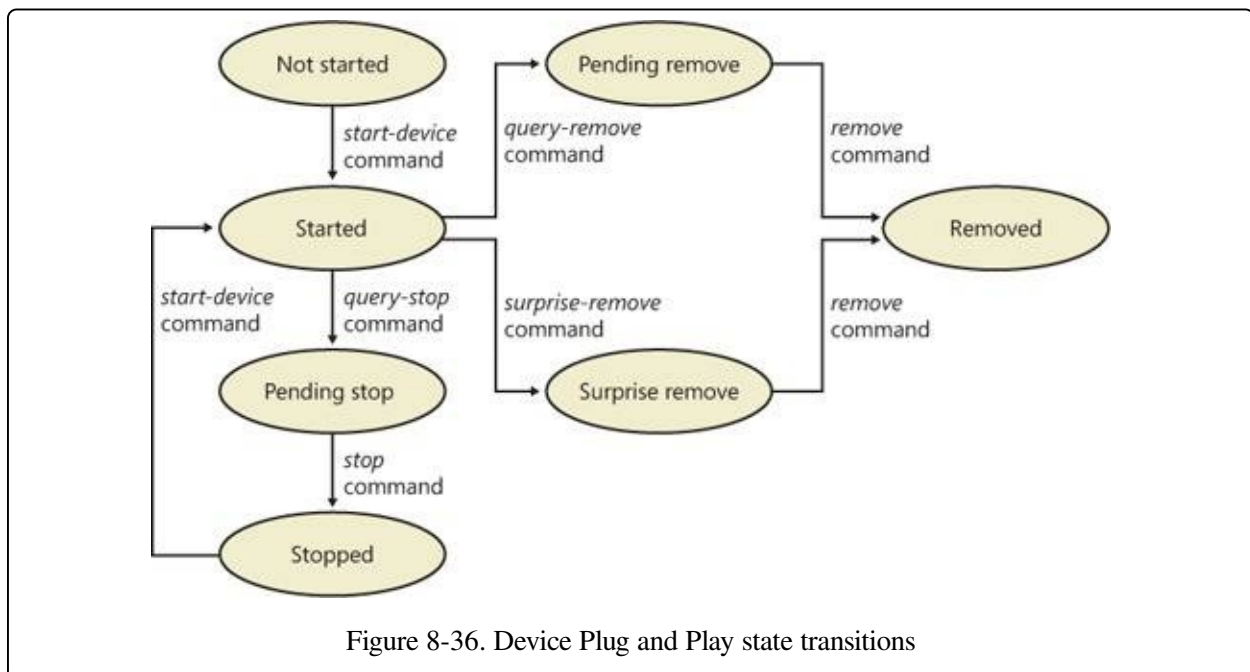 Not started
Pending remove
start-device
command
query-remove
command
remove
command
Started
Removed
start-device
command
query-stop
command
surprise-remove
command
remove
command
Pending stop
Surprise remove
stop
command
Stopped
Figure 8-36. Device Plug and Play state transitions